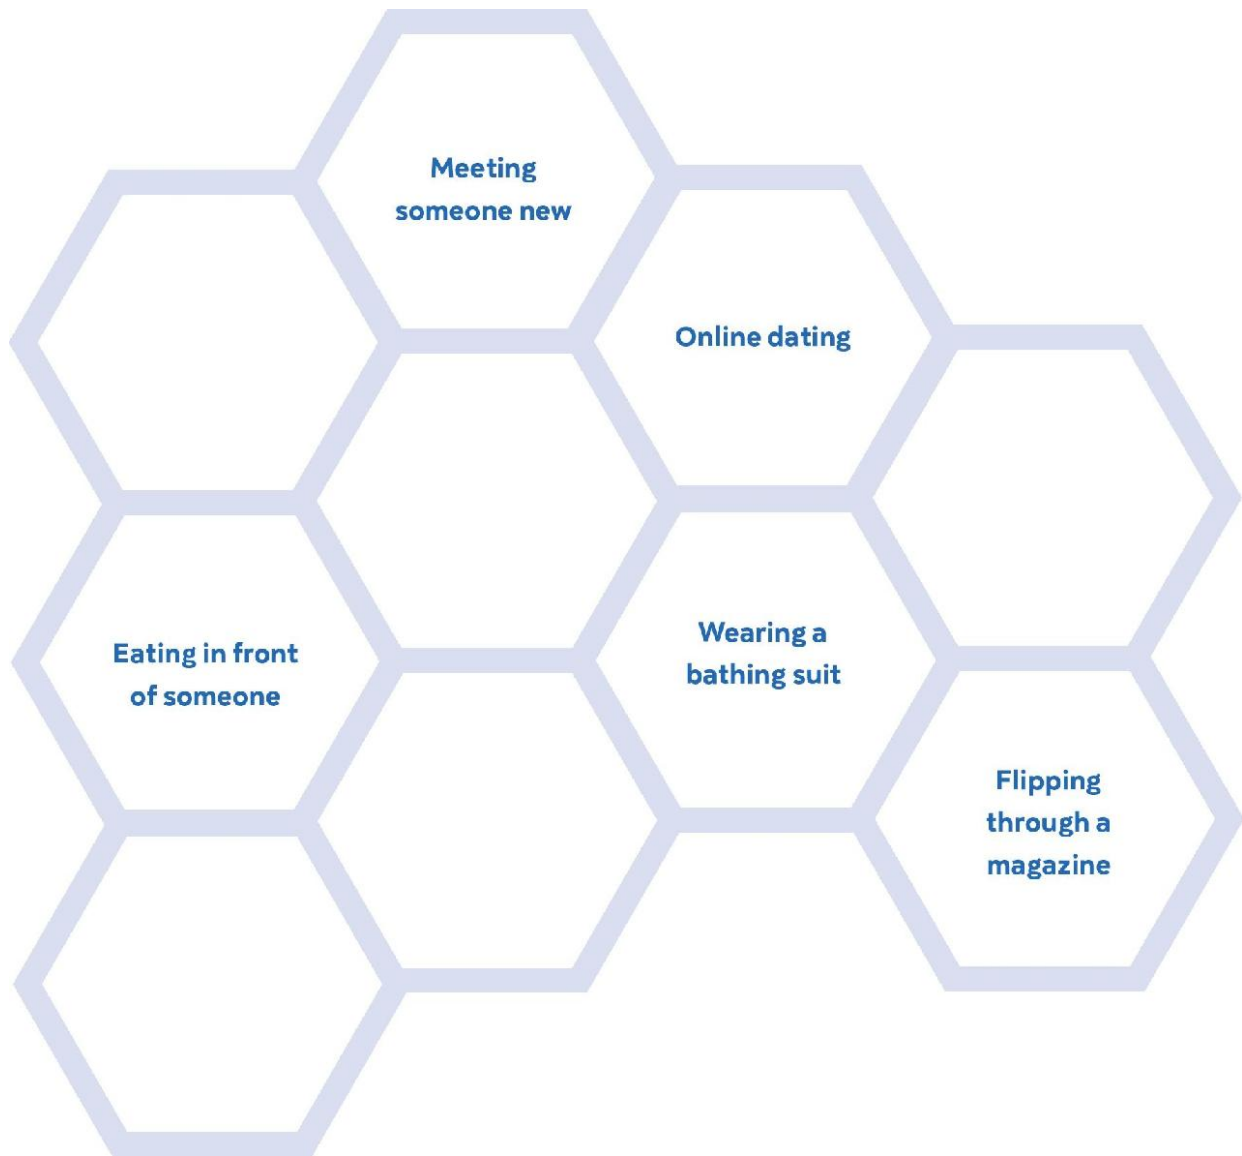 Meeting
someone new
Online dating
Eating in front
of someone
Wearing a
bathing suit
Flipping
through a
magazine